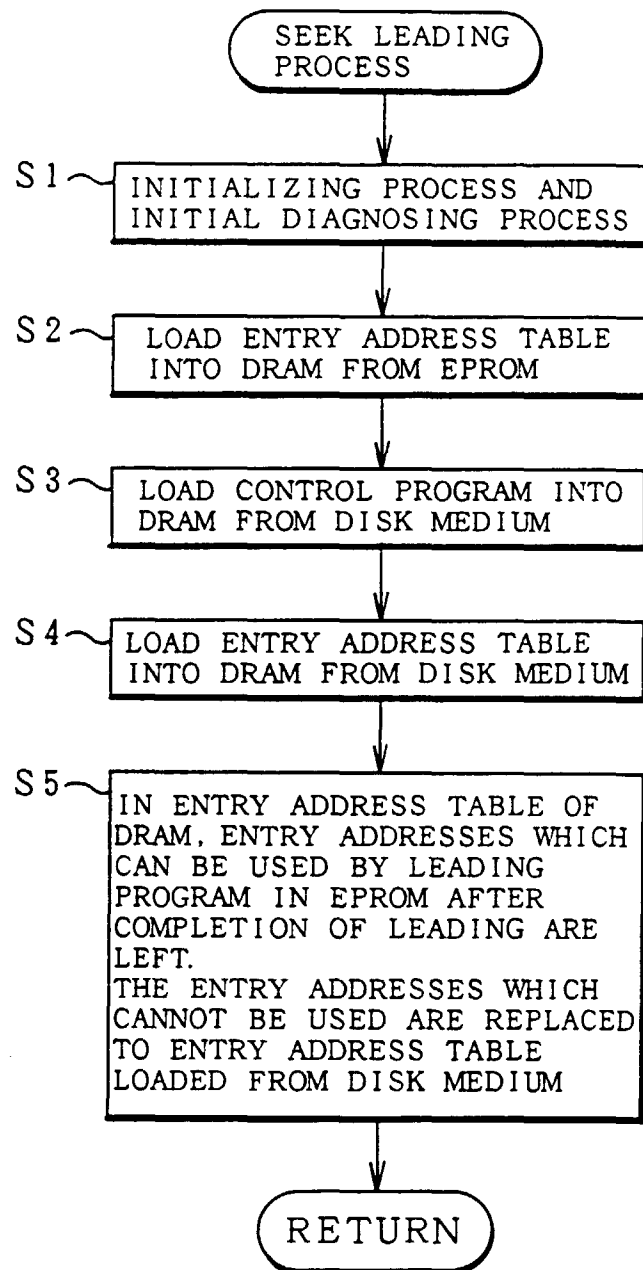 SEEK LEADING
PROCESS
S1
INITIALIZING PROCESS AND
INITIAL DIAGNOSING PROCESS
S2
LOAD ENTRY ADDRESS TABLE
INTO DRAM FROM EPROM
S3
LOAD CONTROL PROGRAM INTO
DRAM FROM DISK MEDIUM
S4
LOAD ENTRY ADDRESS TABLE
INTO DRAM FROM DISK MEDIUM
S5
IN ENTRY ADDRESS TABLE OF
DRAM, ENTRY ADDRESSES WHICH
CAN BE USED BY LEADING
PROGRAM IN EPROM AFTER
COMPLETION OF LEADING ARE
LEFT.
THE ENTRY ADDRESSES WHICH
CANNOT BE USED ARE REPLACED
TO ENTRY ADDRESS TABLE
LOADED FROM DISK MEDIUM
RETURN